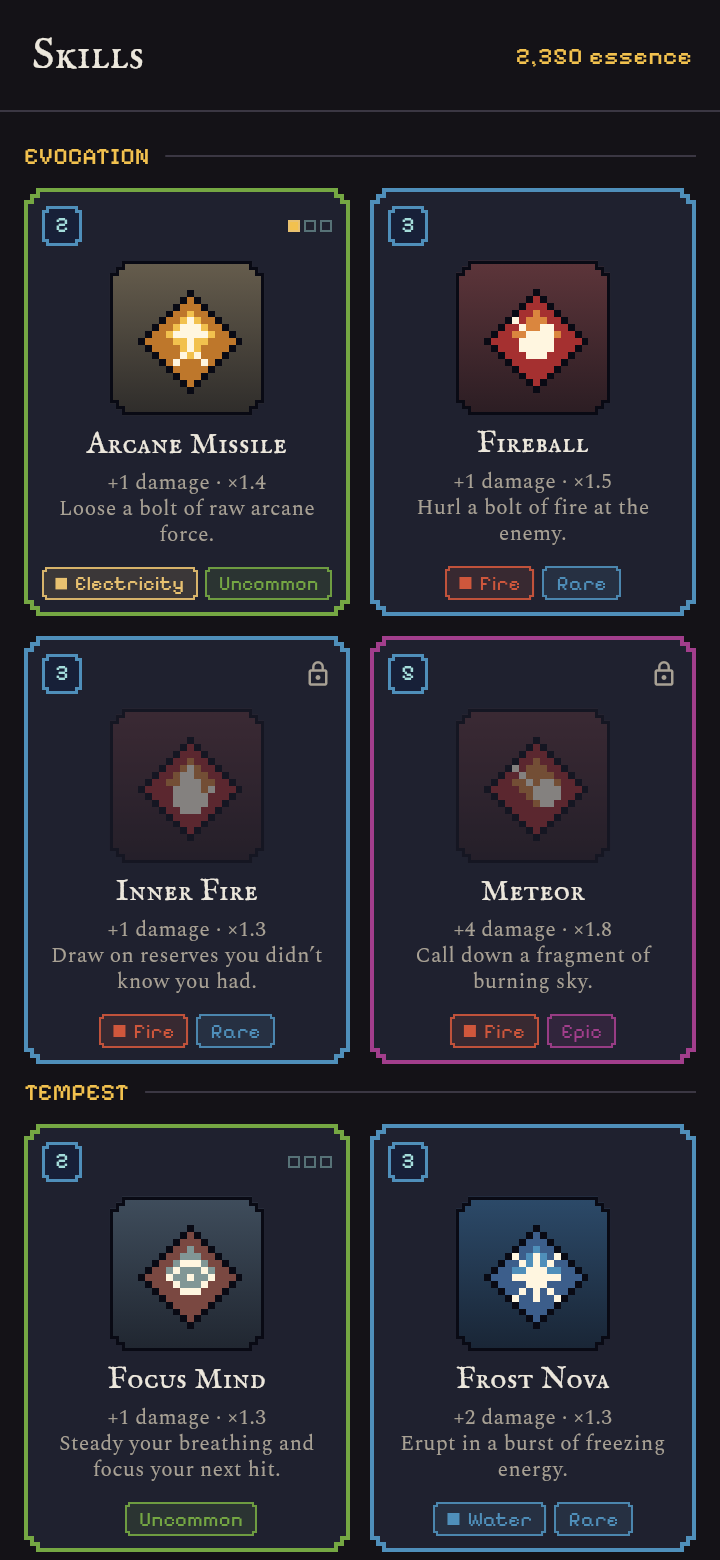 Skills
2,350 essence
EVOCATION
2
Arcane Missile
+1 damage · ×1.4
Loose a bolt of raw arcane
force.
Electricity
Uncommon
3
Fireball
+1 damage · ×1.5
Hurl a bolt of fire at the
enemy.
Fire
Rare
3
Inner Fire
+1 damage · ×1.3
Draw on reserves you didn’t
know you had.
Fire
Rare
5
Meteor
+4 damage · ×1.8
Call down a fragment of
burning sky.
Fire
Epic
TEMPEST
2
Focus Mind
+1 damage · ×1.3
Steady your breathing and
focus your next hit.
Uncommon
3
Frost Nova
+2 damage · ×1.3
Erupt in a burst of freezing
energy.
Water
Rare